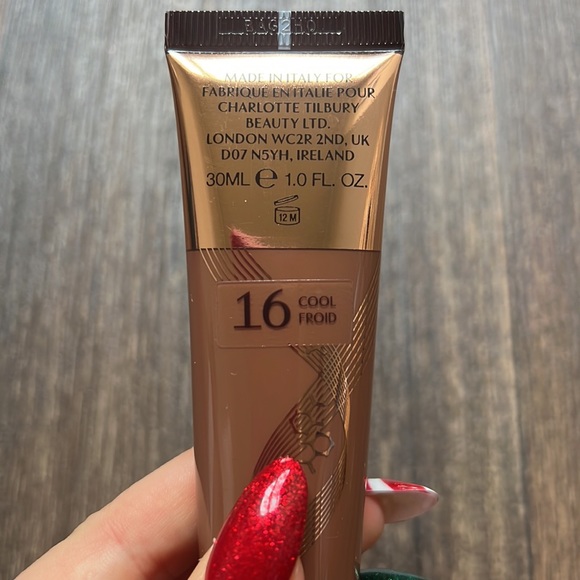 MADE IN ITALY FOR
FABRIQUE EN ITALIE POUR
CHARLOTTE TILBURY
BEAUTY LTD.
LONDON WC2R 2ND, UK
D07 N5YH, IRELAND
30ML ℮ 1.0 FL. OZ.
12 M
16 COOL
FROID